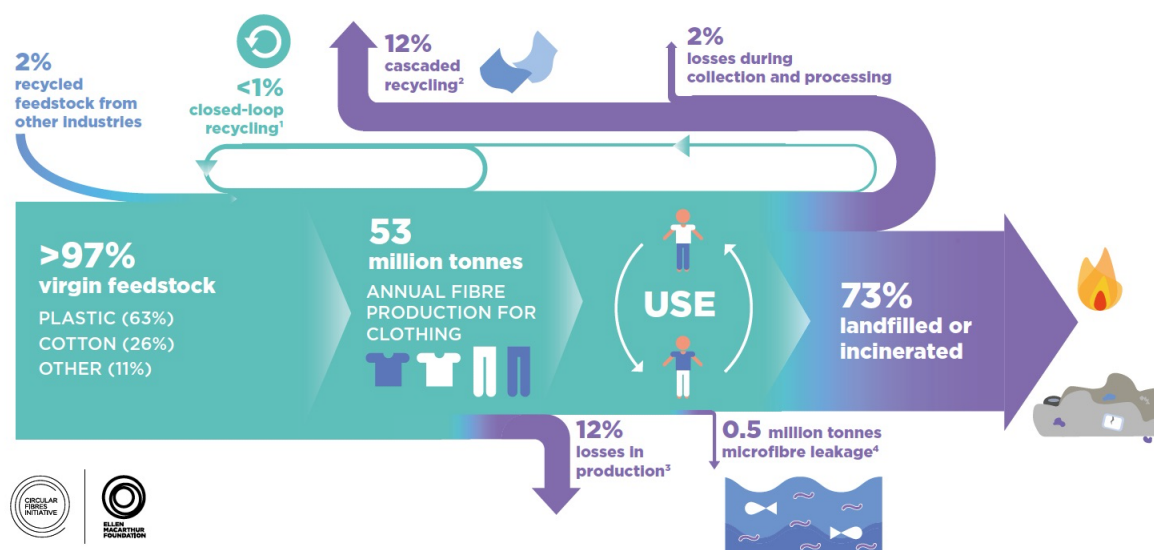 2%
recycled
feedstock from
other industries
<1%
closed-loop
recycling¹
12%
cascaded
recycling²
2%
losses during
collection and processing
>97%
virgin feedstock
PLASTIC (63%)
COTTON (26%)
OTHER (11%)
53
million tonnes
ANNUAL FIBRE
PRODUCTION FOR
CLOTHING
USE
73%
landfilled or
incinerated
12%
losses in
production³
0.5 million tonnes
microfibre leakage⁴
CIRCULAR
FIBRES
INITIATIVE
ELLEN
MACARTHUR
FOUNDATION